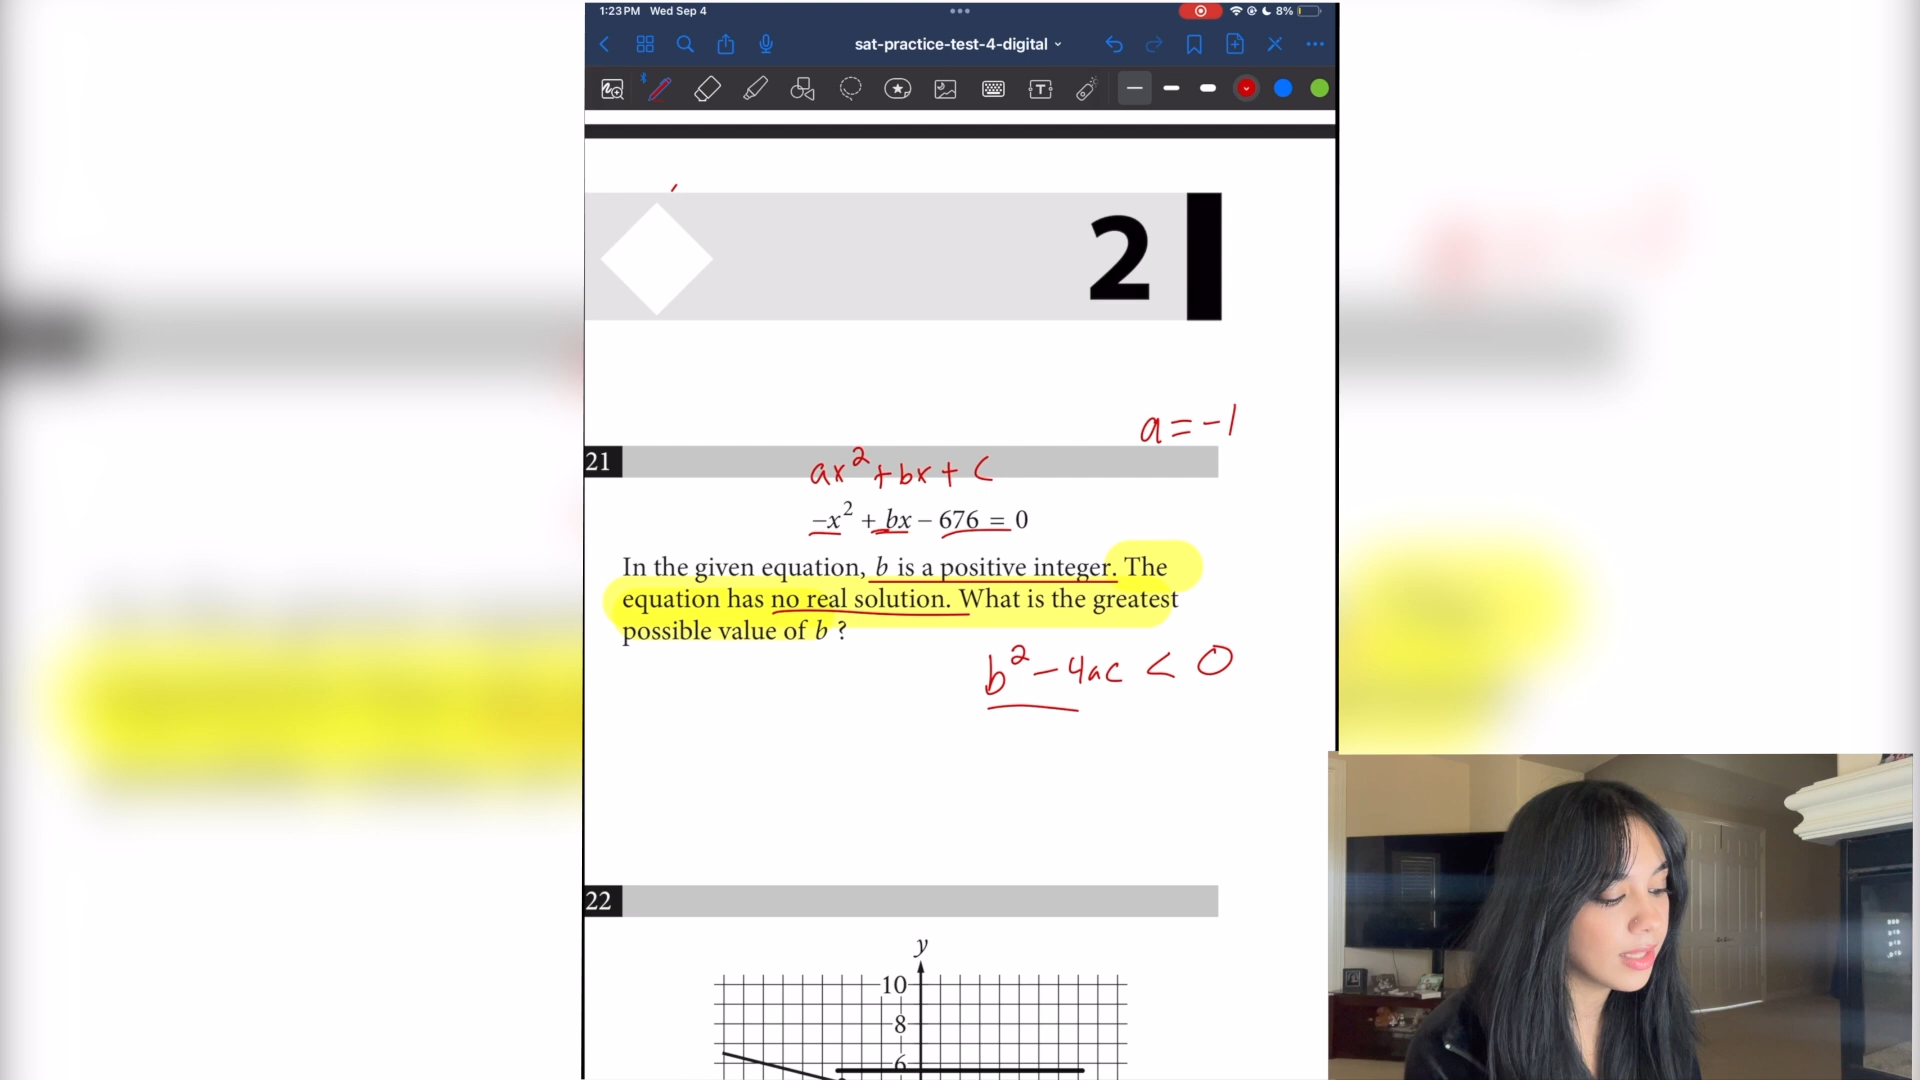 1:23 PM Wed Sep 4
8%
sat-practice-test-4-digital
T
2
a = -1
21
ax² + bx + c
−x² + bx − 676 = 0
In the given equation, b is a positive integer. The
equation has no real solution. What is the greatest
possible value of b ?
b² - 4ac < 0
22
y
10
8
6